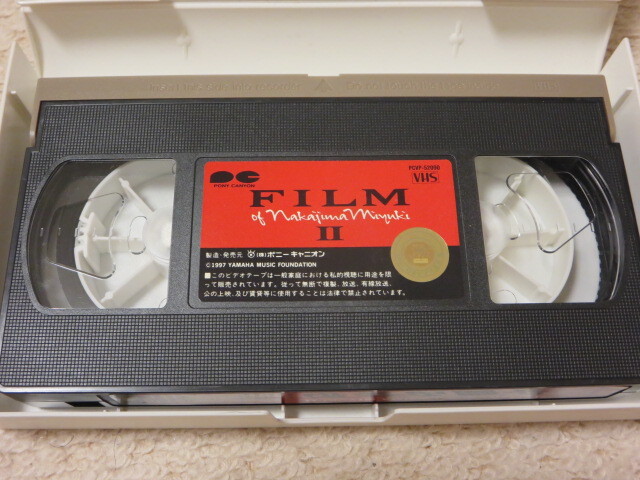 PONY CANYON
PCVP-52090
VHS
FILM
of Nakajima Miyuki
II
製造・発売元 (株)ポニーキャニオン
©1997 YAMAHA MUSIC FOUNDATION
■このビデオテープは一般家庭における私的視聴に用途を限
って販売されています。従って無断で複製、放送、有線放送、
公の上映、及び賃貸等に使用することは法律で禁止されています。